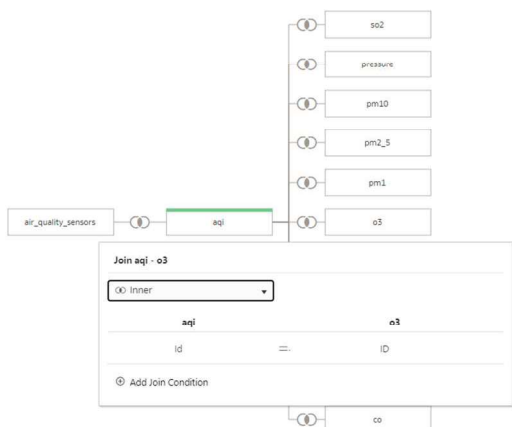 so2
pressure
pm10
pm2_5
pm1
air_quality_sensors
aqi
o3
Join aqi - o3
Inner
aqi o3
Id = ID
Add Join Condition
co